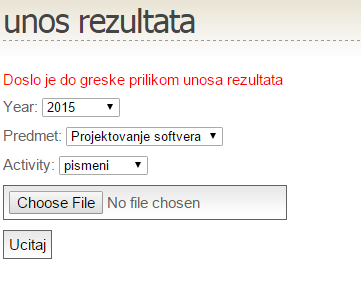 unos rezultata
Doslo je do greske prilikom unosa rezultata
Year: 2015
Predmet: Projektovanje softvera
Activity: pismeni
Choose File No file chosen
Ucitaj